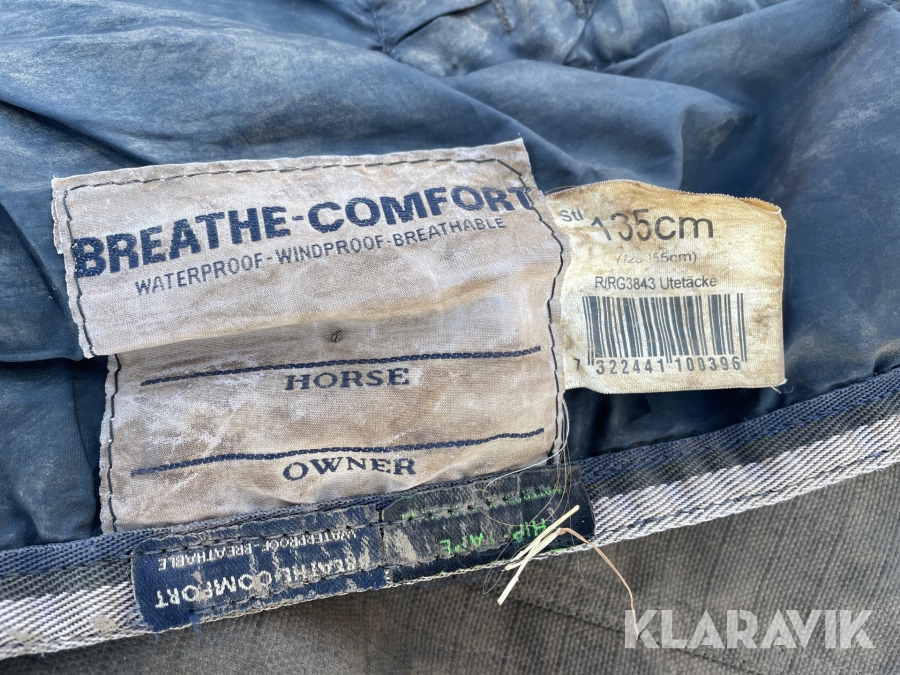 BREATHE-COMFORT
WATERPROOF-WINDPROOF-BREATHABLE
HORSE
OWNER
Stl 135cm
R/RG3843 Utetäcke
7 322441 100396
HIP TAPE
WATERPROOF-BREATHABLE
BREATHE COMFORT
KLARAVIK